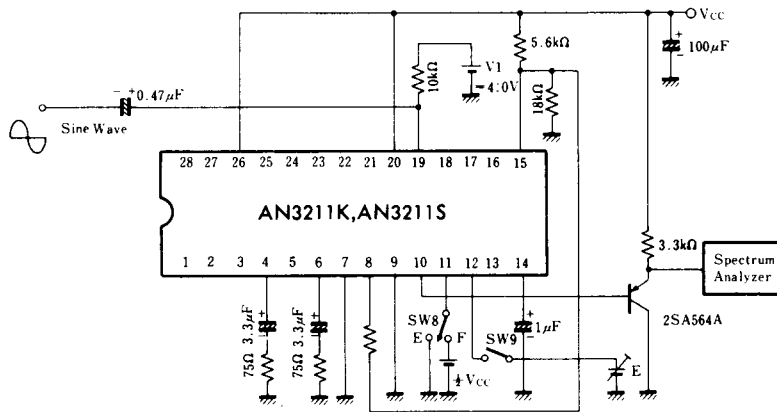 Vcc
5.6kΩ
+
-
100μF
10kΩ
V1
=4.0V
18kΩ
- + 0.47μF
Sine Wave
28 27 26 25 24 23 22 21 20 19 18 17 16 15
AN3211K,AN3211S
1 2 3 4 5 6 7 8 9 10 11 12 13 14
3.3kΩ
Spectrum
Analyzer
2SA564A
+
-
75Ω 3.3μF
+
-
75Ω 3.3μF
SW8
E
F
½Vcc
SW9
+
-
1μF
E